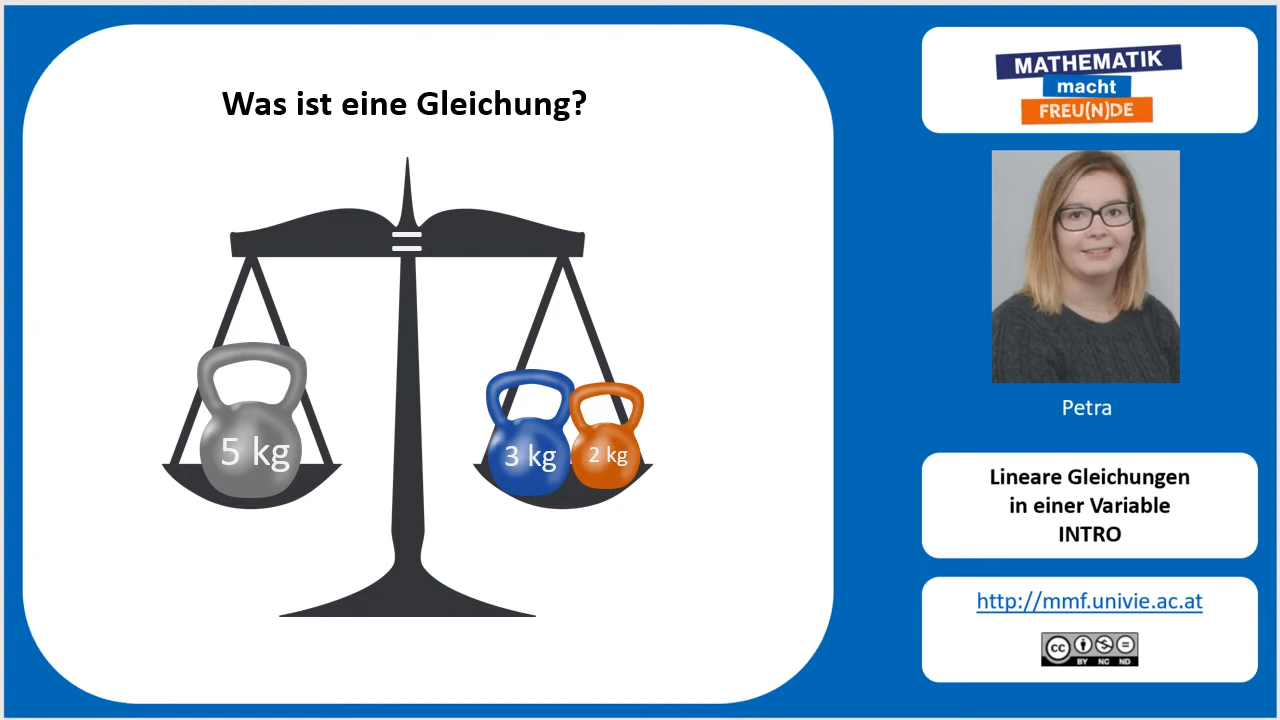 Was ist eine Gleichung?
=
5 kg
3 kg
2 kg
MATHEMATIK
macht
FREU(N)DE
Petra
Lineare Gleichungen
in einer Variable
INTRO
http://mmf.univie.ac.at
cc
BY NC ND